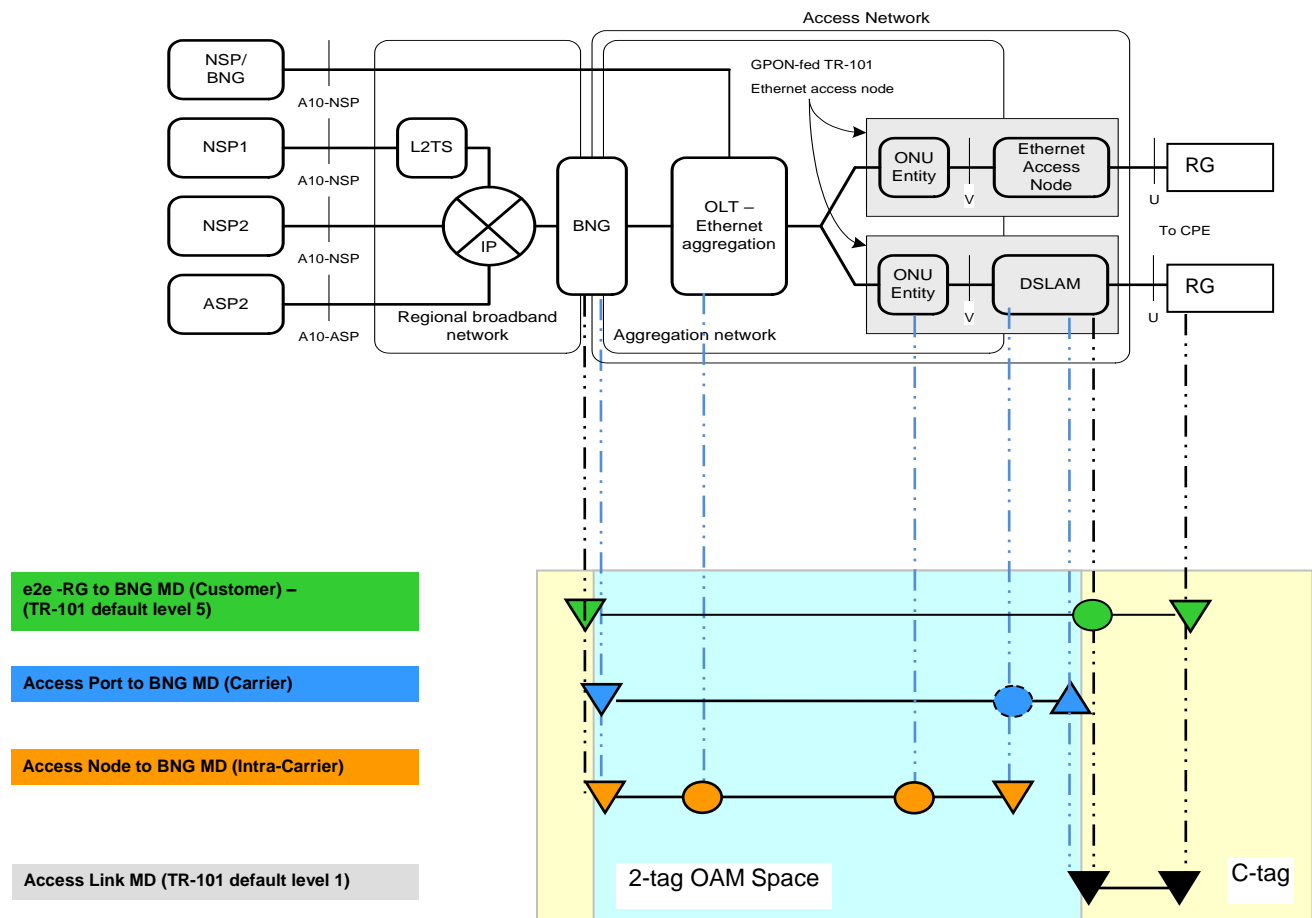 Access Network
NSP/
BNG
A10-NSP
GPON-fed TR-101
Ethernet access node
NSP1
A10-NSP
L2TS
ONU
Entity
V
Ethernet
Access
Node
U
RG
NSP2
A10-NSP
IP
BNG
OLT –
Ethernet
aggregation
To CPE
ASP2
A10-ASP
ONU
Entity
V
DSLAM
U
RG
Regional broadband
network
Aggregation network
e2e -RG to BNG MD (Customer) –
(TR-101 default level 5)
Access Port to BNG MD (Carrier)
Access Node to BNG MD (Intra-Carrier)
Access Link MD (TR-101 default level 1)
2-tag OAM Space
C-tag